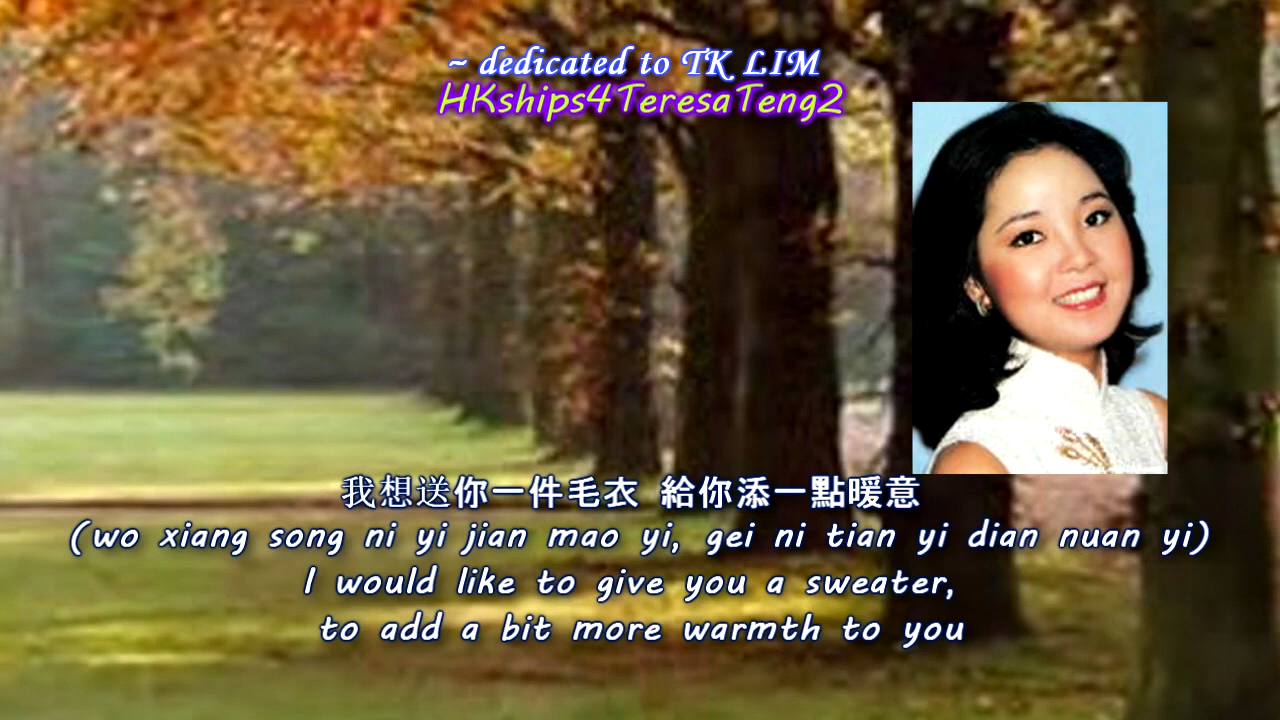 ~ dedicated to TK LIM
HKships4TeresaTeng2
我想送你一件毛衣 給你添一點暖意
(wo xiang song ni yi jian mao yi, gei ni tian yi dian nuan yi)
I would like to give you a sweater,
to add a bit more warmth to you